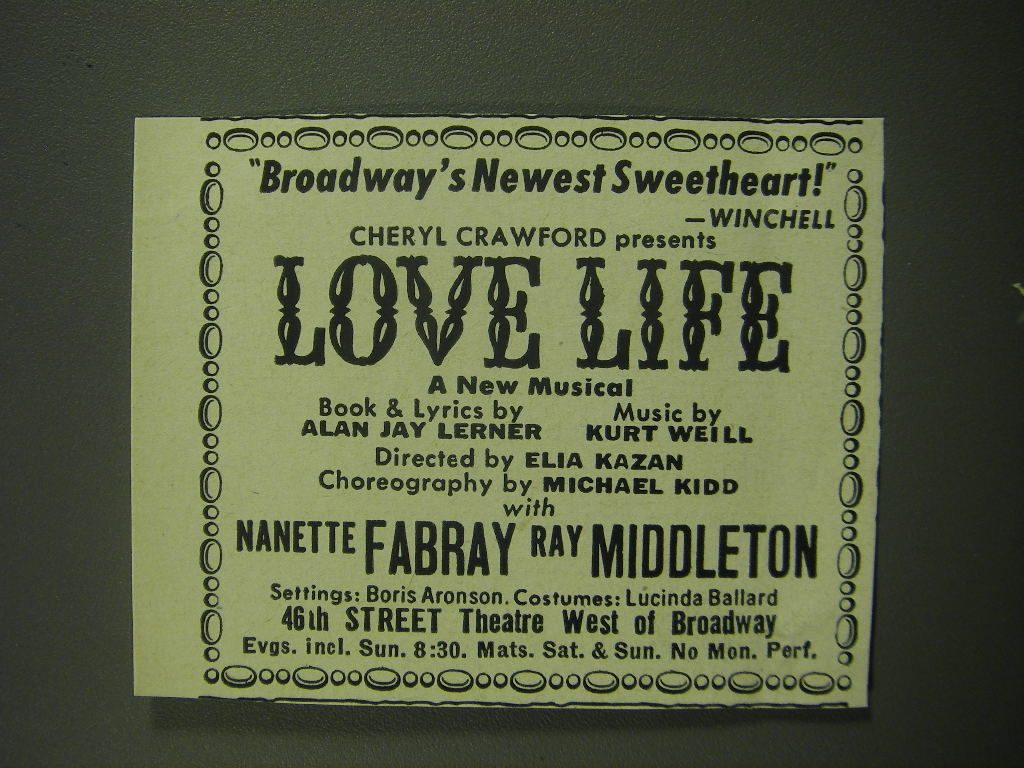 "Broadway's Newest Sweetheart!"
—WINCHELL
CHERYL CRAWFORD presents
LOVE LIFE
A New Musical
Book & Lyrics by Music by
ALAN JAY LERNER KURT WEILL
Directed by ELIA KAZAN
Choreography by MICHAEL KIDD
with
NANETTE FABRAY RAY MIDDLETON
Settings: Boris Aronson. Costumes: Lucinda Ballard
46th STREET Theatre West of Broadway
Evgs. incl. Sun. 8:30. Mats. Sat. & Sun. No Mon. Perf.